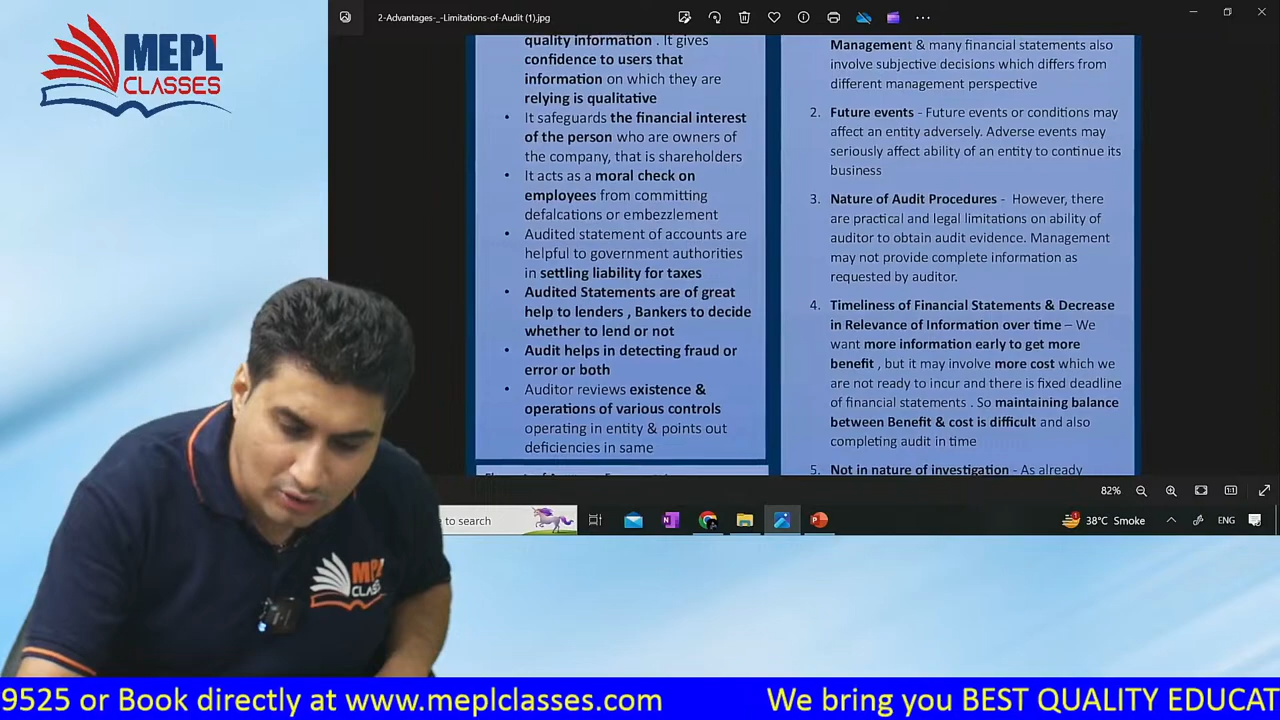 MEPL
CLASSES
2-Advantages-_-Limitations-of-Audit (1).jpg
quality information . It gives
confidence to users that
information on which they are
relying is qualitative
• It safeguards the financial interest
of the person who are owners of
the company, that is shareholders
• It acts as a moral check on
employees from committing
defalcations or embezzlement
• Audited statement of accounts are
helpful to government authorities
in settling liability for taxes
• Audited Statements are of great
help to lenders , Bankers to decide
whether to lend or not
• Audit helps in detecting fraud or
error or both
• Auditor reviews existence &
operations of various controls
operating in entity & points out
deficiencies in same
Management & many financial statements also
involve subjective decisions which differs from
different management perspective
2. Future events - Future events or conditions may
affect an entity adversely. Adverse events may
seriously affect ability of an entity to continue its
business
3. Nature of Audit Procedures - However, there
are practical and legal limitations on ability of
auditor to obtain audit evidence. Management
may not provide complete information as
requested by auditor.
4. Timeliness of Financial Statements & Decrease
in Relevance of Information over time – We
want more information early to get more
benefit , but it may involve more cost which we
are not ready to incur and there is fixed deadline
of financial statements . So maintaining balance
between Benefit & cost is difficult and also
completing audit in time
5. Not in nature of investigation - As already
82%
1:1
e to search
38°C Smoke
ENG
MEPL
CLASSES
9525 or Book directly at www.meplclasses.com We bring you BEST QUALITY EDUCAT